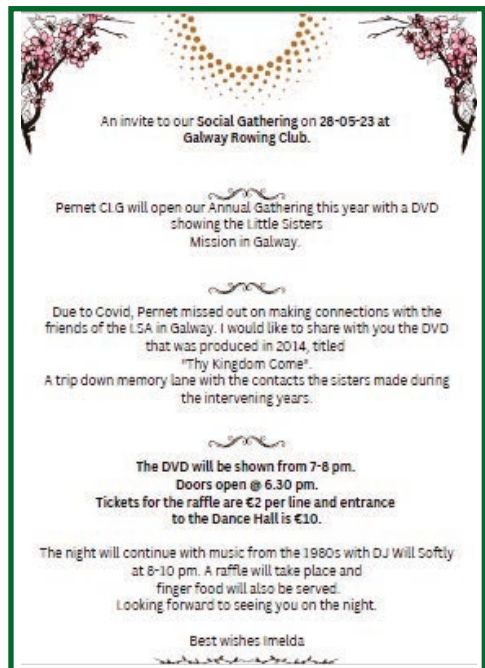 An invite to our Social Gathering on 28-05-23 at
Galway Rowing Club.
Pernet CLG will open our Annual Gathering this year with a DVD
showing the Little Sisters
Mission in Galway.
Due to Covid, Pernet missed out on making connections with the
friends of the LSA in Galway. I would like to share with you the DVD
that was produced in 2014, titled
"Thy Kingdom Come".
A trip down memory lane with the contacts the sisters made during
the intervening years.
The DVD will be shown from 7-8 pm.
Doors open @ 6.30 pm.
Tickets for the raffle are €2 per line and entrance
to the Dance Hall is €10.
The night will continue with music from the 1980s with DJ Will Softly
at 8-10 pm. A raffle will take place and
finger food will also be served.
Looking forward to seeing you on the night.
Best wishes Imelda